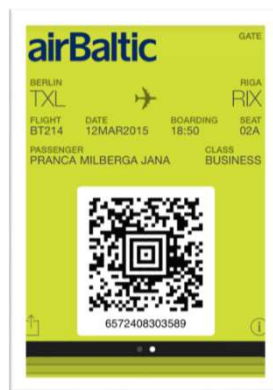 airBaltic
GATE
BERLIN RIGA
TXL RIX
FLIGHT DATE BOARDING SEAT
BT214 12MAR2015 18:50 02A
PASSENGER CLASS
PRANCA MILBERGA JANA BUSINESS
6572408303589